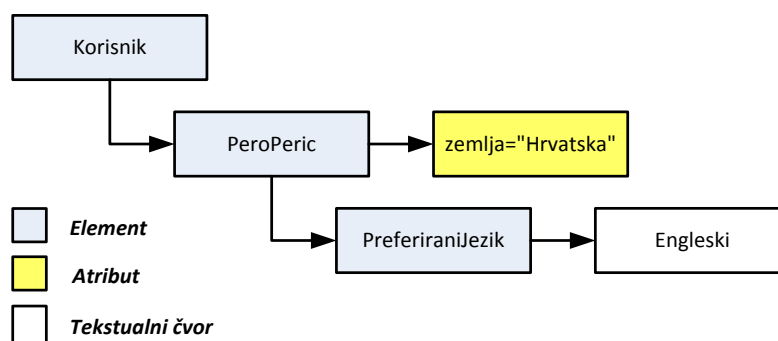 Korisnik
PeroPeric
zemlja="Hrvatska"
PreferiraniJezik
Engleski
Element
Atribut
Tekstualni čvor